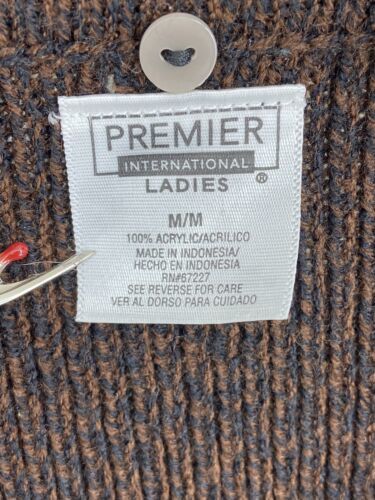 PREMIER
INTERNATIONAL
LADIES ®
M/M
100% ACRYLIC/ACRILICO
MADE IN INDONESIA/
HECHO EN INDONESIA
RN#67227
SEE REVERSE FOR CARE
VER AL DORSO PARA CUIDADO